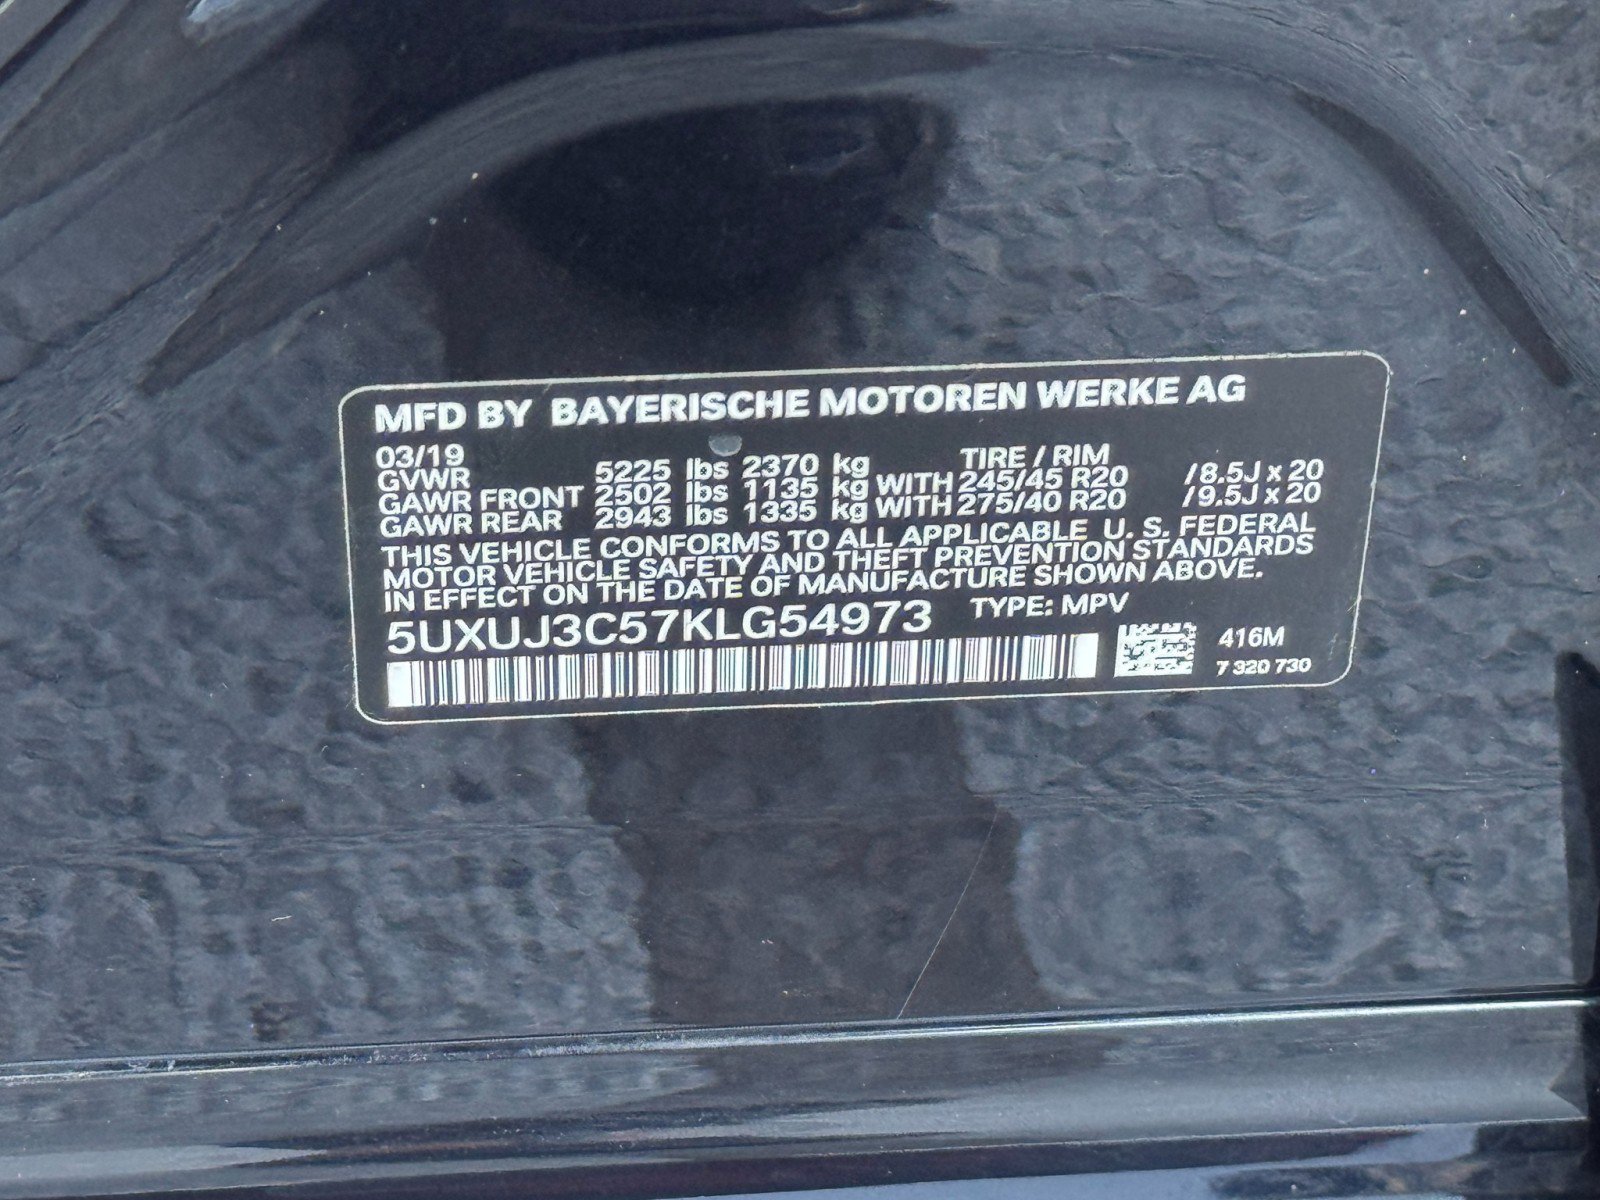 MFD BY BAYERISCHE MOTOREN WERKE AG
03/19 TIRE / RIM
GVWR 5225 lbs 2370 kg
GAWR FRONT 2502 lbs 1135 kg WITH 245/45 R20 / 8.5J x 20
GAWR REAR 2943 lbs 1335 kg WITH 275/40 R20 / 9.5J x 20
THIS VEHICLE CONFORMS TO ALL APPLICABLE U. S. FEDERAL
MOTOR VEHICLE SAFETY AND THEFT PREVENTION STANDARDS
IN EFFECT ON THE DATE OF MANUFACTURE SHOWN ABOVE.
5UXUJ3C57KLG54973 TYPE: MPV
416M
7 320 730